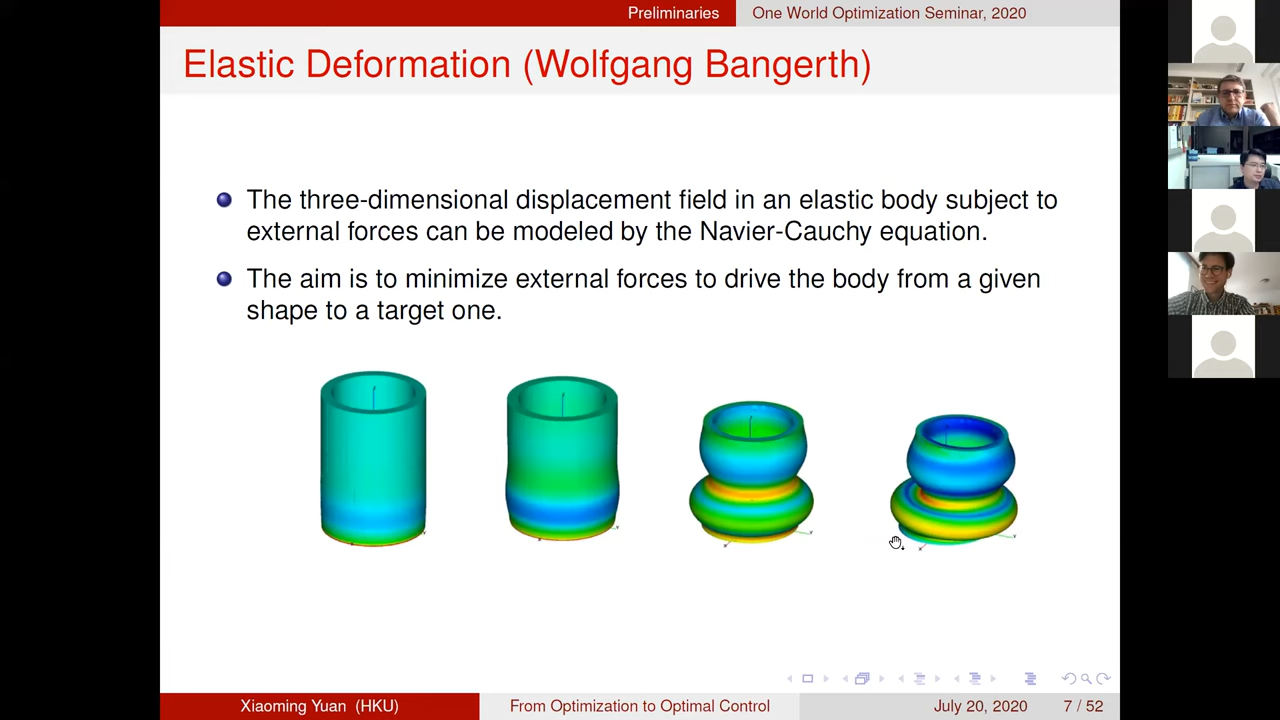 Preliminaries
One World Optimization Seminar, 2020
Elastic Deformation (Wolfgang Bangerth)
The three-dimensional displacement field in an elastic body subject to
external forces can be modeled by the Navier-Cauchy equation.
The aim is to minimize external forces to drive the body from a given
shape to a target one.
Xiaoming Yuan (HKU)
From Optimization to Optimal Control
July 20, 2020
7 / 52